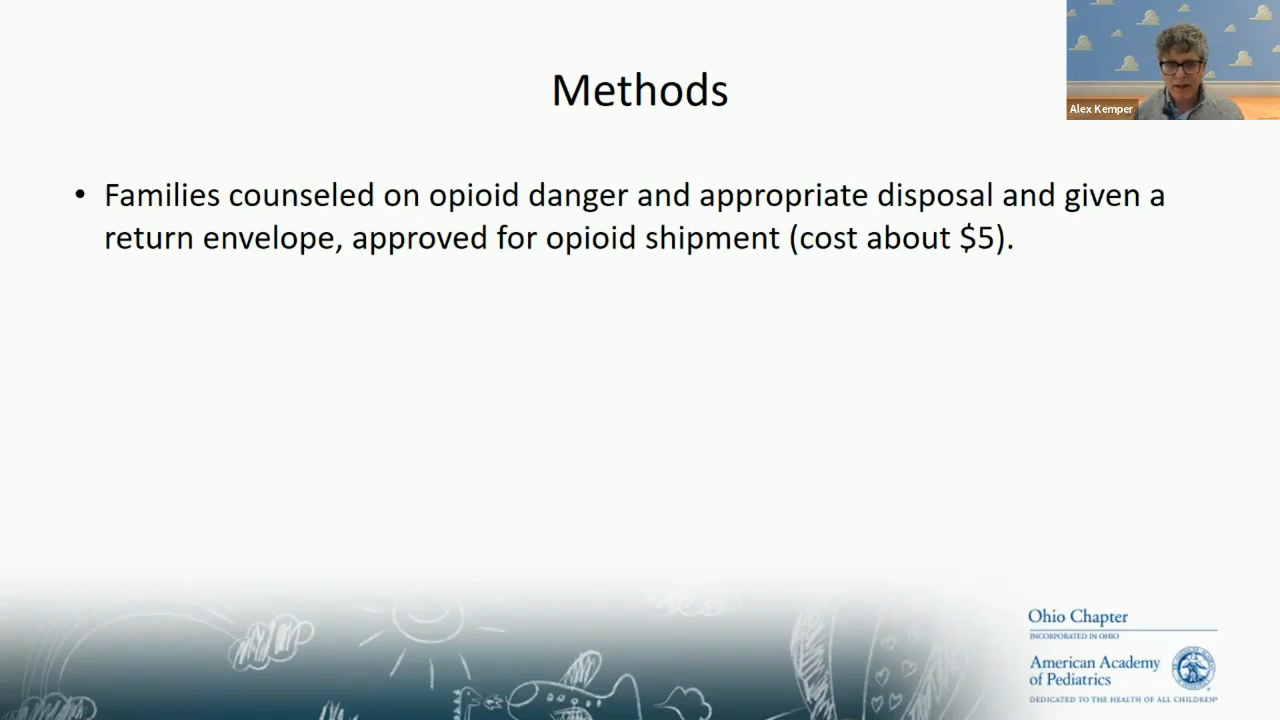 Methods
Alex Kemper
• Families counseled on opioid danger and appropriate disposal and given a
return envelope, approved for opioid shipment (cost about $5).
Ohio Chapter
INCORPORATED IN OHIO
American Academy
of Pediatrics
DEDICATED TO THE HEALTH OF ALL CHILDREN®